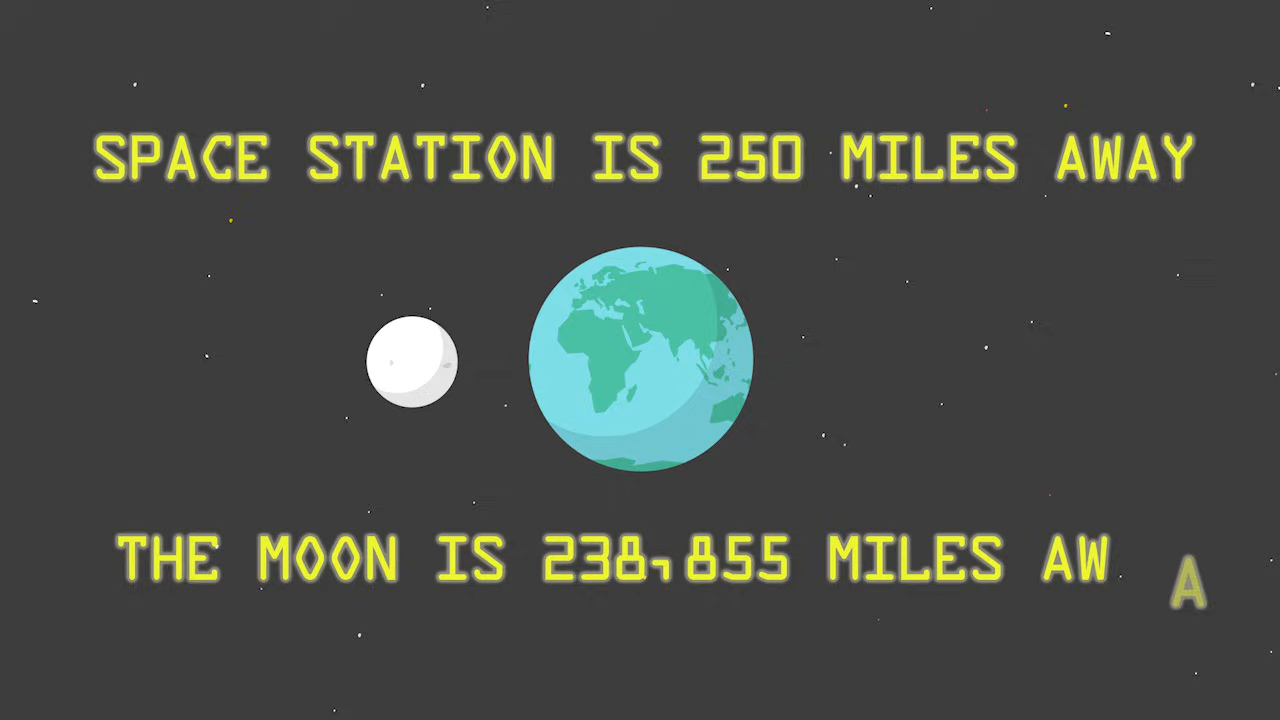 SPACE STATION IS 250 MILES AWAY
THE MOON IS 238,855 MILES AW A